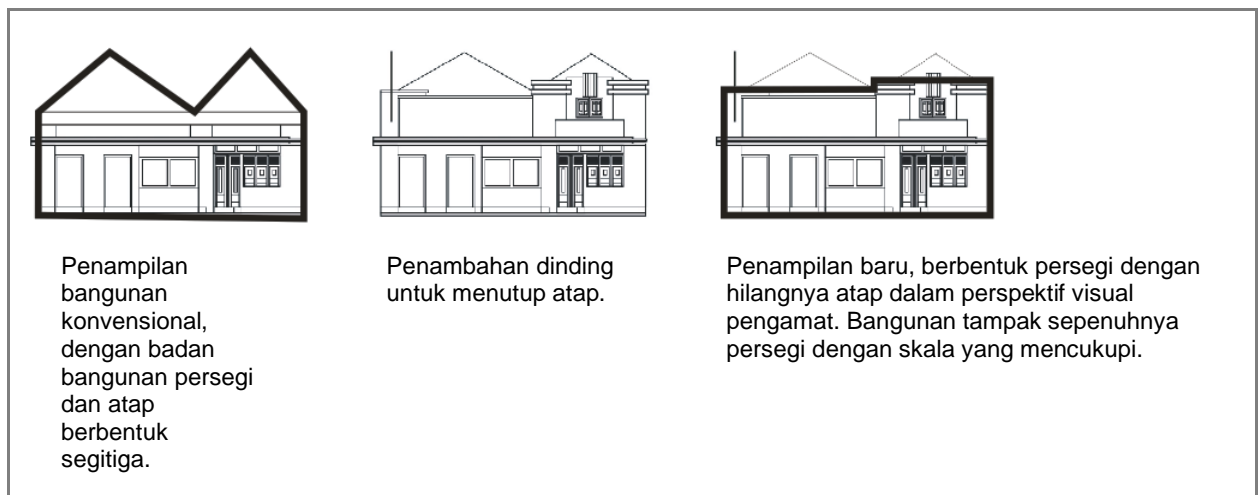 Penampilan
bangunan
konvensional,
dengan badan
bangunan persegi
dan atap
berbentuk
segitiga.
Penambahan dinding
untuk menutup atap.
Penampilan baru, berbentuk persegi dengan
hilangnya atap dalam perspektif visual
pengamat. Bangunan tampak sepenuhnya
persegi dengan skala yang mencukupi.